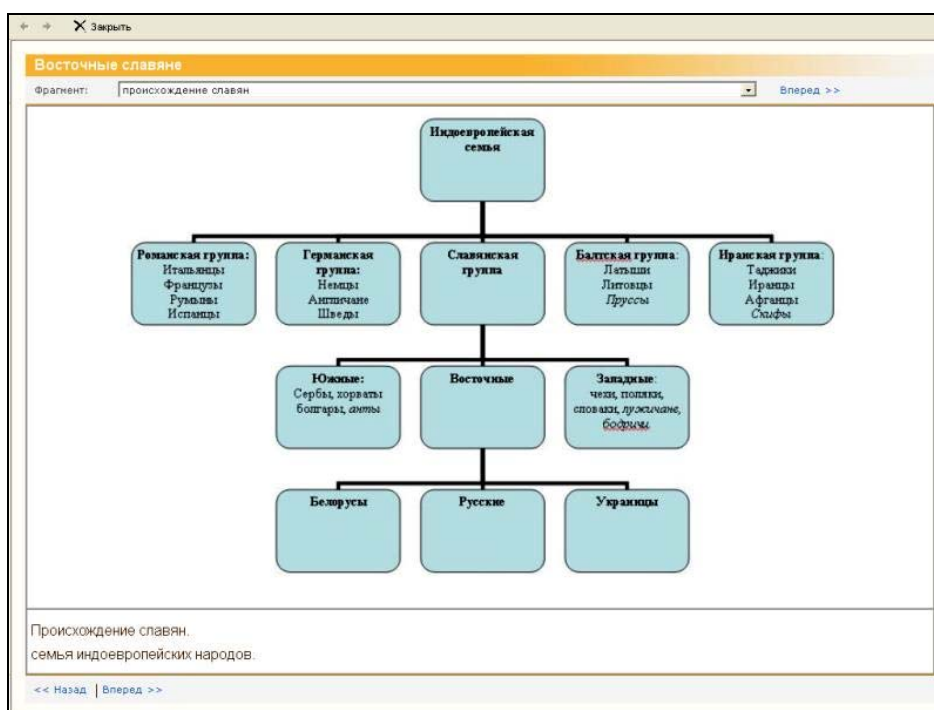 Закрыть
Восточные славяне
Фрагмент: происхождение славян Вперед >>
Индоевропейская
семья
Романская группа:
Итальянцы
Французы
Румыны
Испанцы
Германская
группа:
Немцы
Англичане
Шведы
Славянская
группа
Балтская группа:
Латыши
Литовцы
Пруссы
Иранская группа:
Таджики
Иранцы
Афганцы
Скифы
Южные:
Сербы, хорваты
болгары, анты
Восточные
Западные:
чехи, поляки,
словаки, лужичане,
бодричи
Белорусы
Русские
Украинцы
Происхождение славян.
семья индоевропейских народов.
<< Назад | Вперед >>